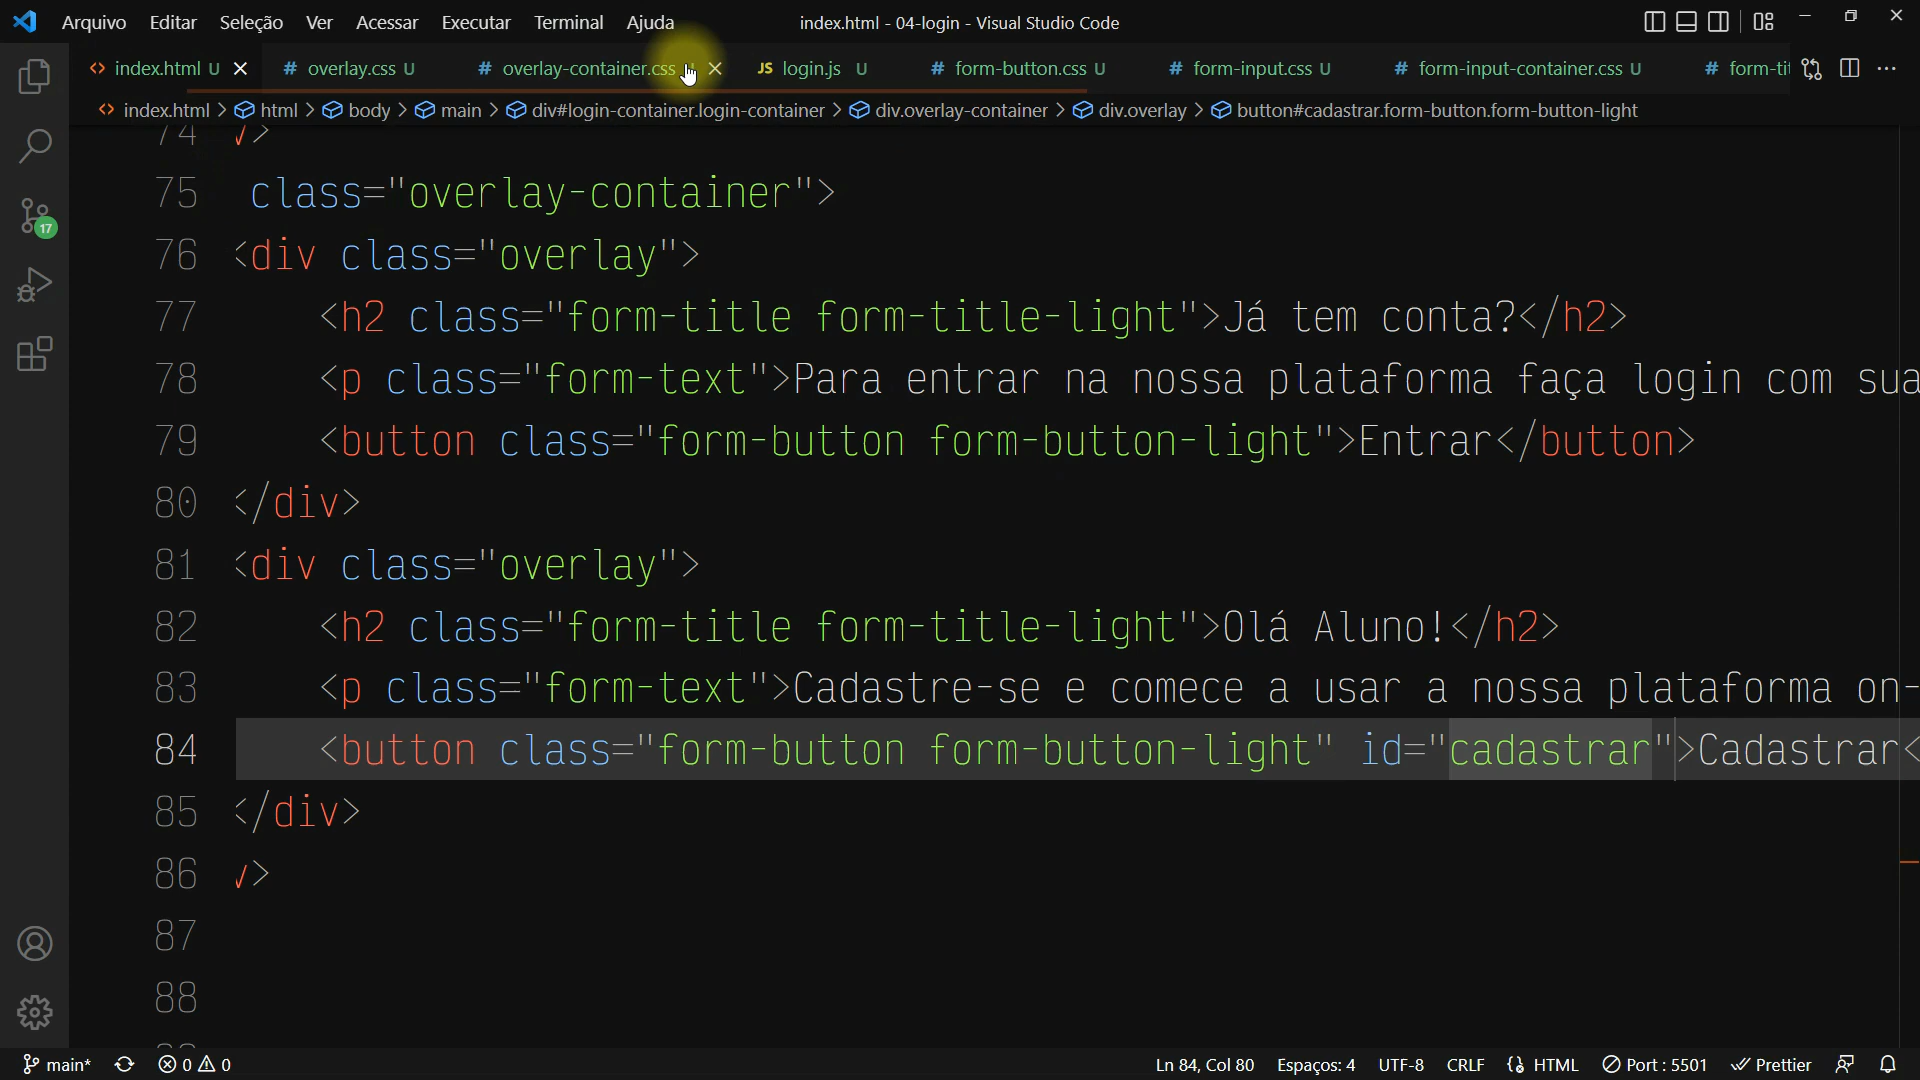 Arquivo Editar Seleção Ver Acessar Executar Terminal Ajuda index.html - 04-login - Visual Studio Code
index.html U # overlay.css U # overlay-container.css JS login.js U # form-button.css U # form-input.css U # form-input-container.css U # form-ti
index.html > html > body > main > div#login-container.login-container > div.overlay-container > div.overlay > button#cadastrar.form-button.form-button-light
74 />
75 class="overlay-container">
76 <div class="overlay">
77 <h2 class="form-title form-title-light">Já tem conta?</h2>
78 <p class="form-text">Para entrar na nossa plataforma faça login com sua
79 <button class="form-button form-button-light">Entrar</button>
80 </div>
81 <div class="overlay">
82 <h2 class="form-title form-title-light">Olá Aluno!</h2>
83 <p class="form-text">Cadastre-se e comece a usar a nossa plataforma on-
84 <button class="form-button form-button-light" id="cadastrar">Cadastrar<
85 </div>
86 >
87
88
17
main* 0 0 Ln 84, Col 80 Espaços: 4 UTF-8 CRLF HTML Port : 5501 Prettier